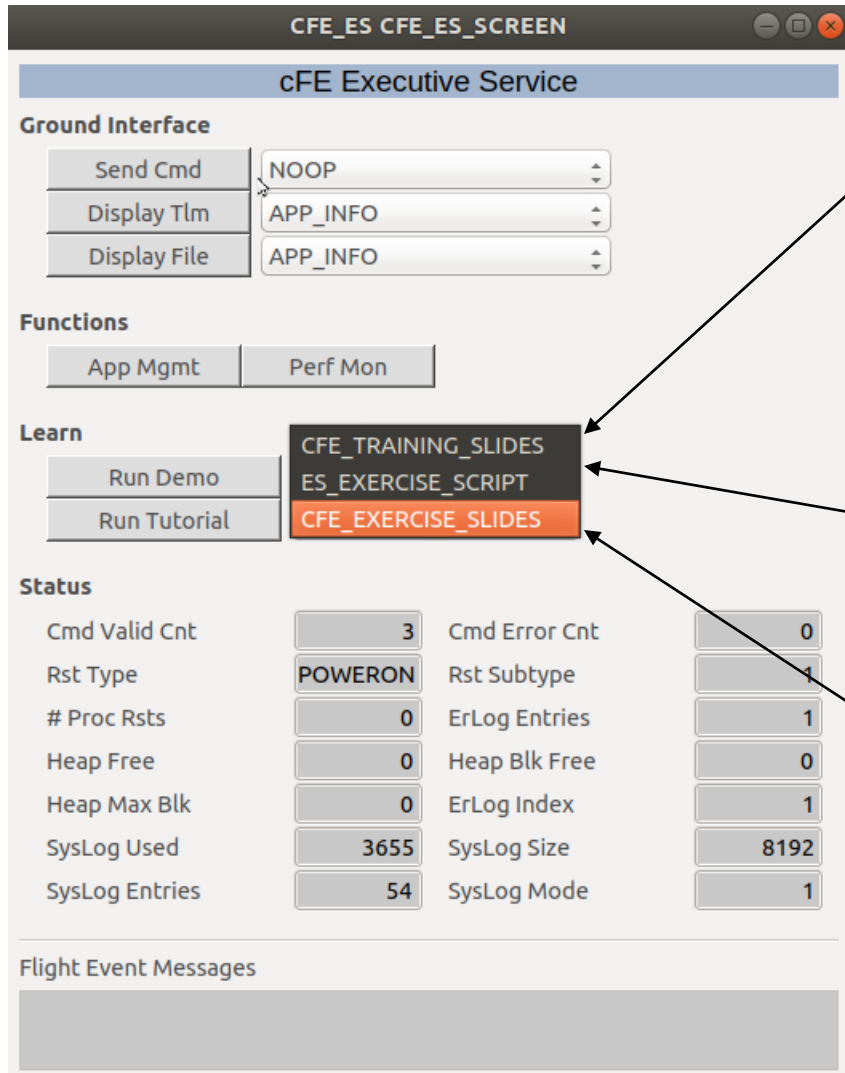 CFE_ES CFE_ES_SCREEN
cFE Executive Service
Ground Interface
Send Cmd NOOP
Display Tlm APP_INFO
Display File APP_INFO
Functions
App Mgmt Perf Mon
Learn
CFE_TRAINING_SLIDES
Run Demo ES_EXERCISE_SCRIPT
Run Tutorial CFE_EXERCISE_SLIDES
Status
Cmd Valid Cnt 3 Cmd Error Cnt 0
Rst Type POWERON Rst Subtype 1
# Proc Rsts 0 ErLog Entries 1
Heap Free 0 Heap Blk Free 0
Heap Max Blk 0 ErLog Index 1
SysLog Used 3655 SysLog Size 8192
SysLog Entries 54 SysLog Mode 1
Flight Event Messages